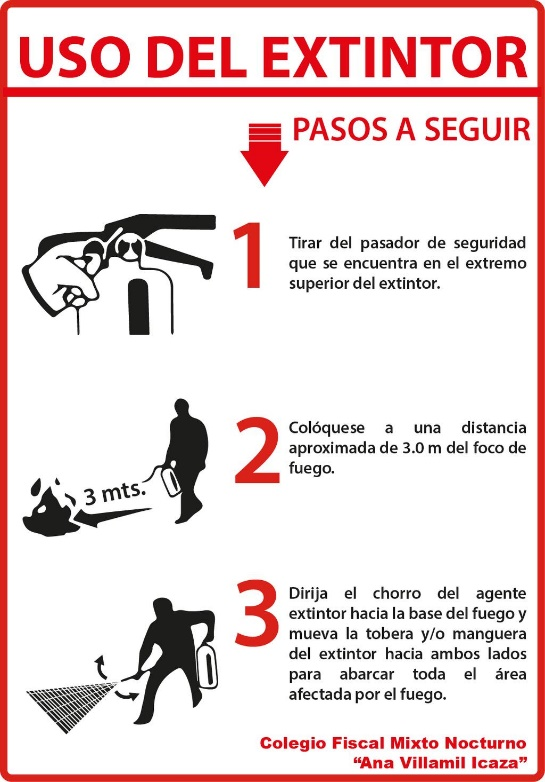 USO DEL EXTINTOR
PASOS A SEGUIR
1
Tirar del pasador de seguridad
que se encuentra en el extremo
superior del extintor.
2
Colóquese a una distancia
aproximada de 3.0 m del foco de
fuego.
3 mts.
3
Dirija el chorro del agente
extintor hacia la base del fuego y
mueva la tobera y/o manguera
del extintor hacia ambos lados
para abarcar toda el área
afectada por el fuego.
Colegio Fiscal Mixto Nocturno
“Ana Villamil Icaza”